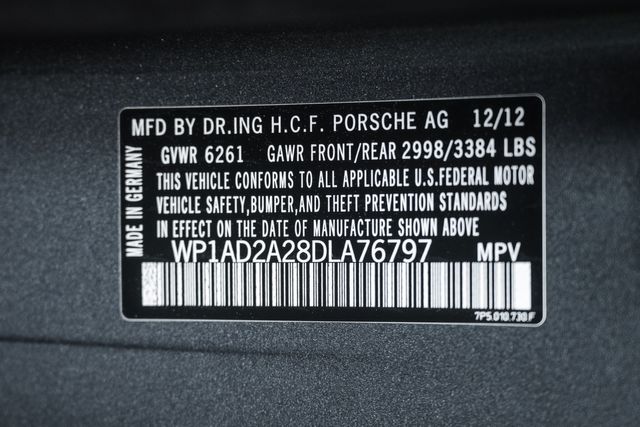 MFD BY DR.ING H.C.F. PORSCHE AG 12/12
GVWR 6261 GAWR FRONT/REAR 2998/3384 LBS
THIS VEHICLE CONFORMS TO ALL APPLICABLE U.S.FEDERAL MOTOR
VEHICLE SAFETY,BUMPER,AND THEFT PREVENTION STANDARDS
IN EFFECT ON THE DATE OF MANUFACTURE SHOWN ABOVE
WP1AD2A28DLA76797 MPV
MADE IN GERMANY
7P5.010.730.F